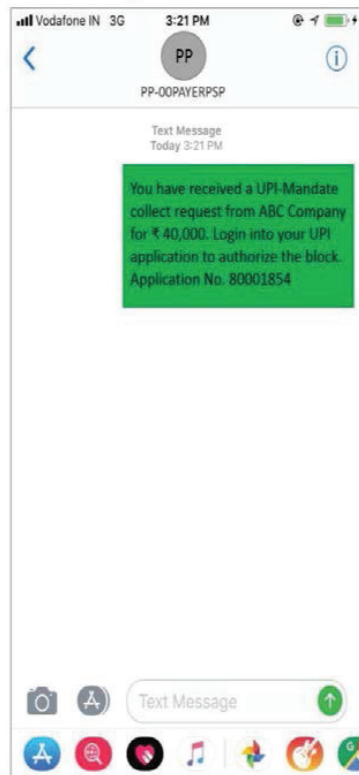 Vodafone IN 3G 3:21 PM
PP
PP-OOPAYERPSP
Text Message
Today 3:21 PM
You have received a UPI-Mandate
collect request from ABC Company
for ₹ 40,000. Login into your UPI
application to authorize the block.
Application No. 80001854
Text Message